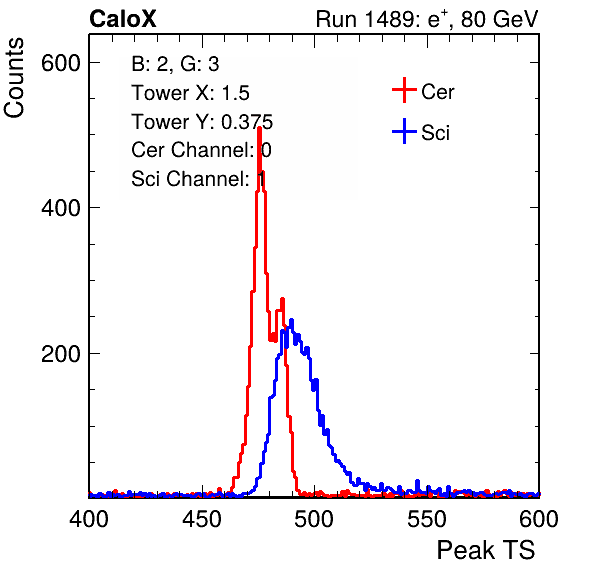 CaloX Run 1489: e⁺, 80 GeV
Counts
600
400
200
B: 2, G: 3
Tower X: 1.5
Tower Y: 0.375
Cer Channel: 0
Sci Channel: 1
Cer
Sci
400 450 500 550 600
Peak TS